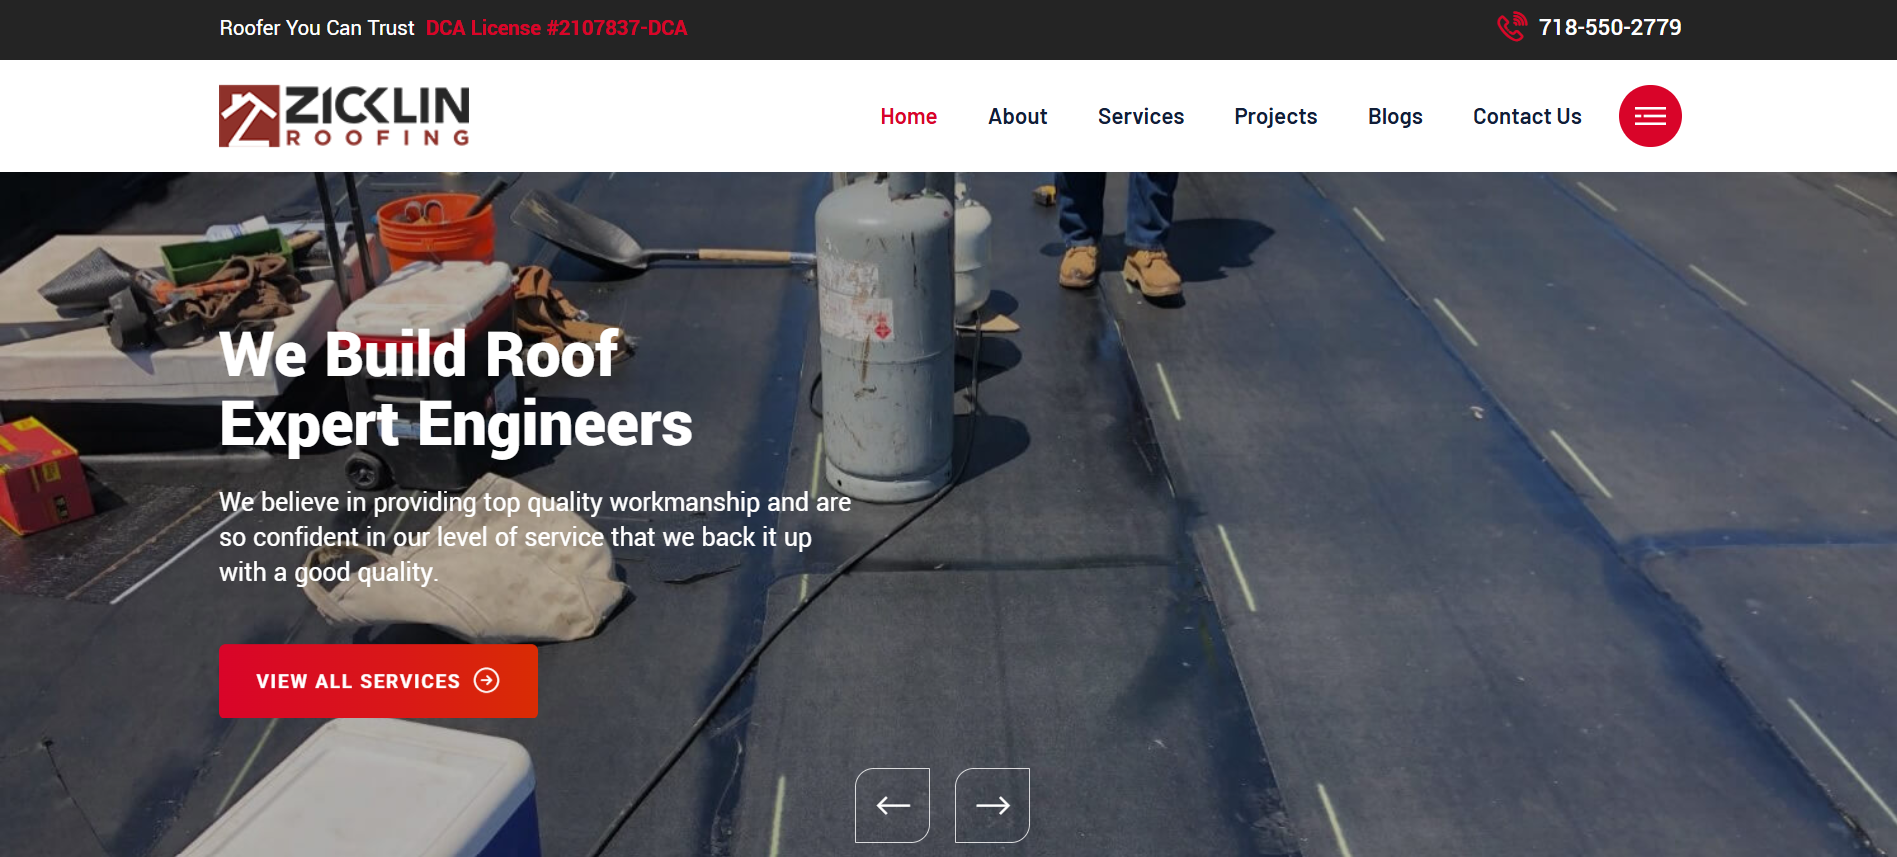 Roofer You Can Trust DCA License #2107837-DCA
718-550-2779
ZICKLIN
ROOFING
Home About Services Projects Blogs Contact Us
We Build Roof
Expert Engineers
We believe in providing top quality workmanship and are
so confident in our level of service that we back it up
with a good quality.
VIEW ALL SERVICES